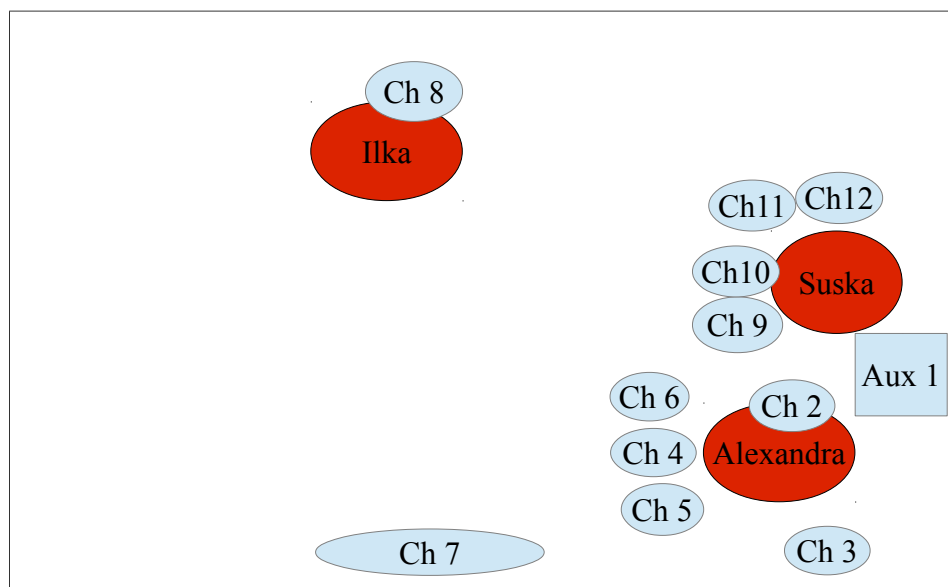 Ch 8
Ilka
Ch11
Ch12
Ch10
Suska
Ch 9
Aux 1
Ch 6
Ch 2
Ch 4
Alexandra
Ch 5
Ch 7
Ch 3